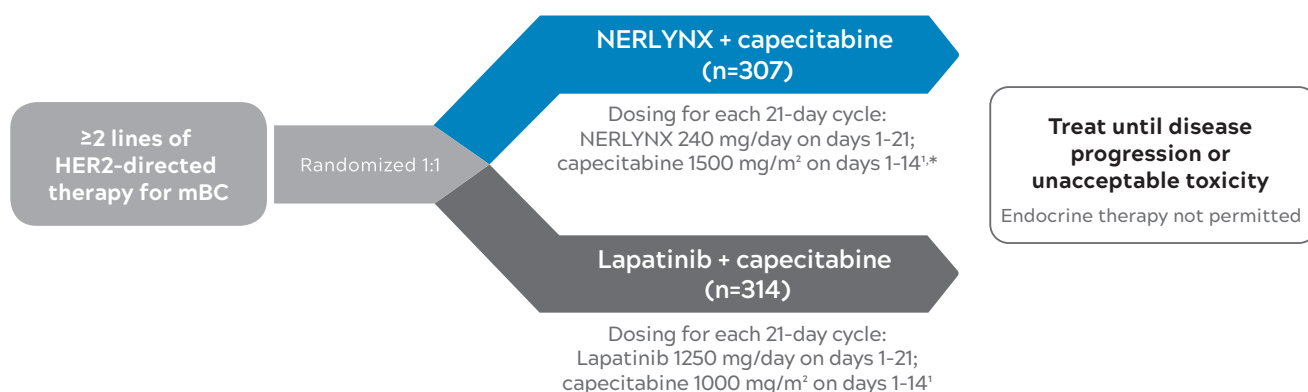 ≥2 lines of
HER2-directed
therapy for mBC
Randomized 1:1
NERLYNX + capecitabine
(n=307)
Dosing for each 21-day cycle:
NERLYNX 240 mg/day on days 1-21;
capecitabine 1500 mg/m² on days 1-14¹,*
Lapatinib + capecitabine
(n=314)
Dosing for each 21-day cycle:
Lapatinib 1250 mg/day on days 1-21;
capecitabine 1000 mg/m² on days 1-14¹
Treat until disease
progression or
unacceptable toxicity
Endocrine therapy not permitted